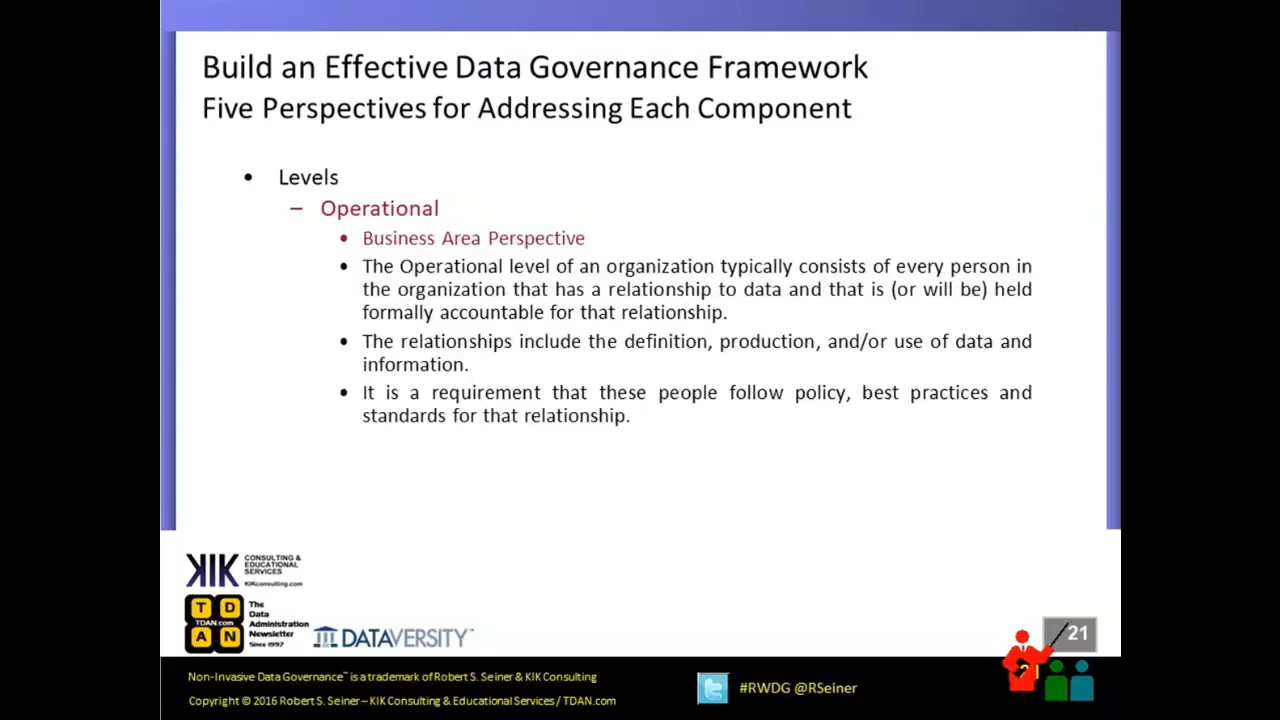 Build an Effective Data Governance Framework
Five Perspectives for Addressing Each Component
• Levels
– Operational
• Business Area Perspective
• The Operational level of an organization typically consists of every person in
the organization that has a relationship to data and that is (or will be) held
formally accountable for that relationship.
• The relationships include the definition, production, and/or use of data and
information.
• It is a requirement that these people follow policy, best practices and
standards for that relationship.
KIK
CONSULTING &
EDUCATIONAL
SERVICES
KIKconsulting.com
T D
TDAN.com
A N
The
Data
Administration
Newsletter
Since 1997
DATAVERSITY™
21
Non-Invasive Data Governance™ is a trademark of Robert S. Seiner & KIK Consulting
Copyright © 2016 Robert S. Seiner – KIK Consulting & Educational Services / TDAN.com
#RWDG @RSeiner